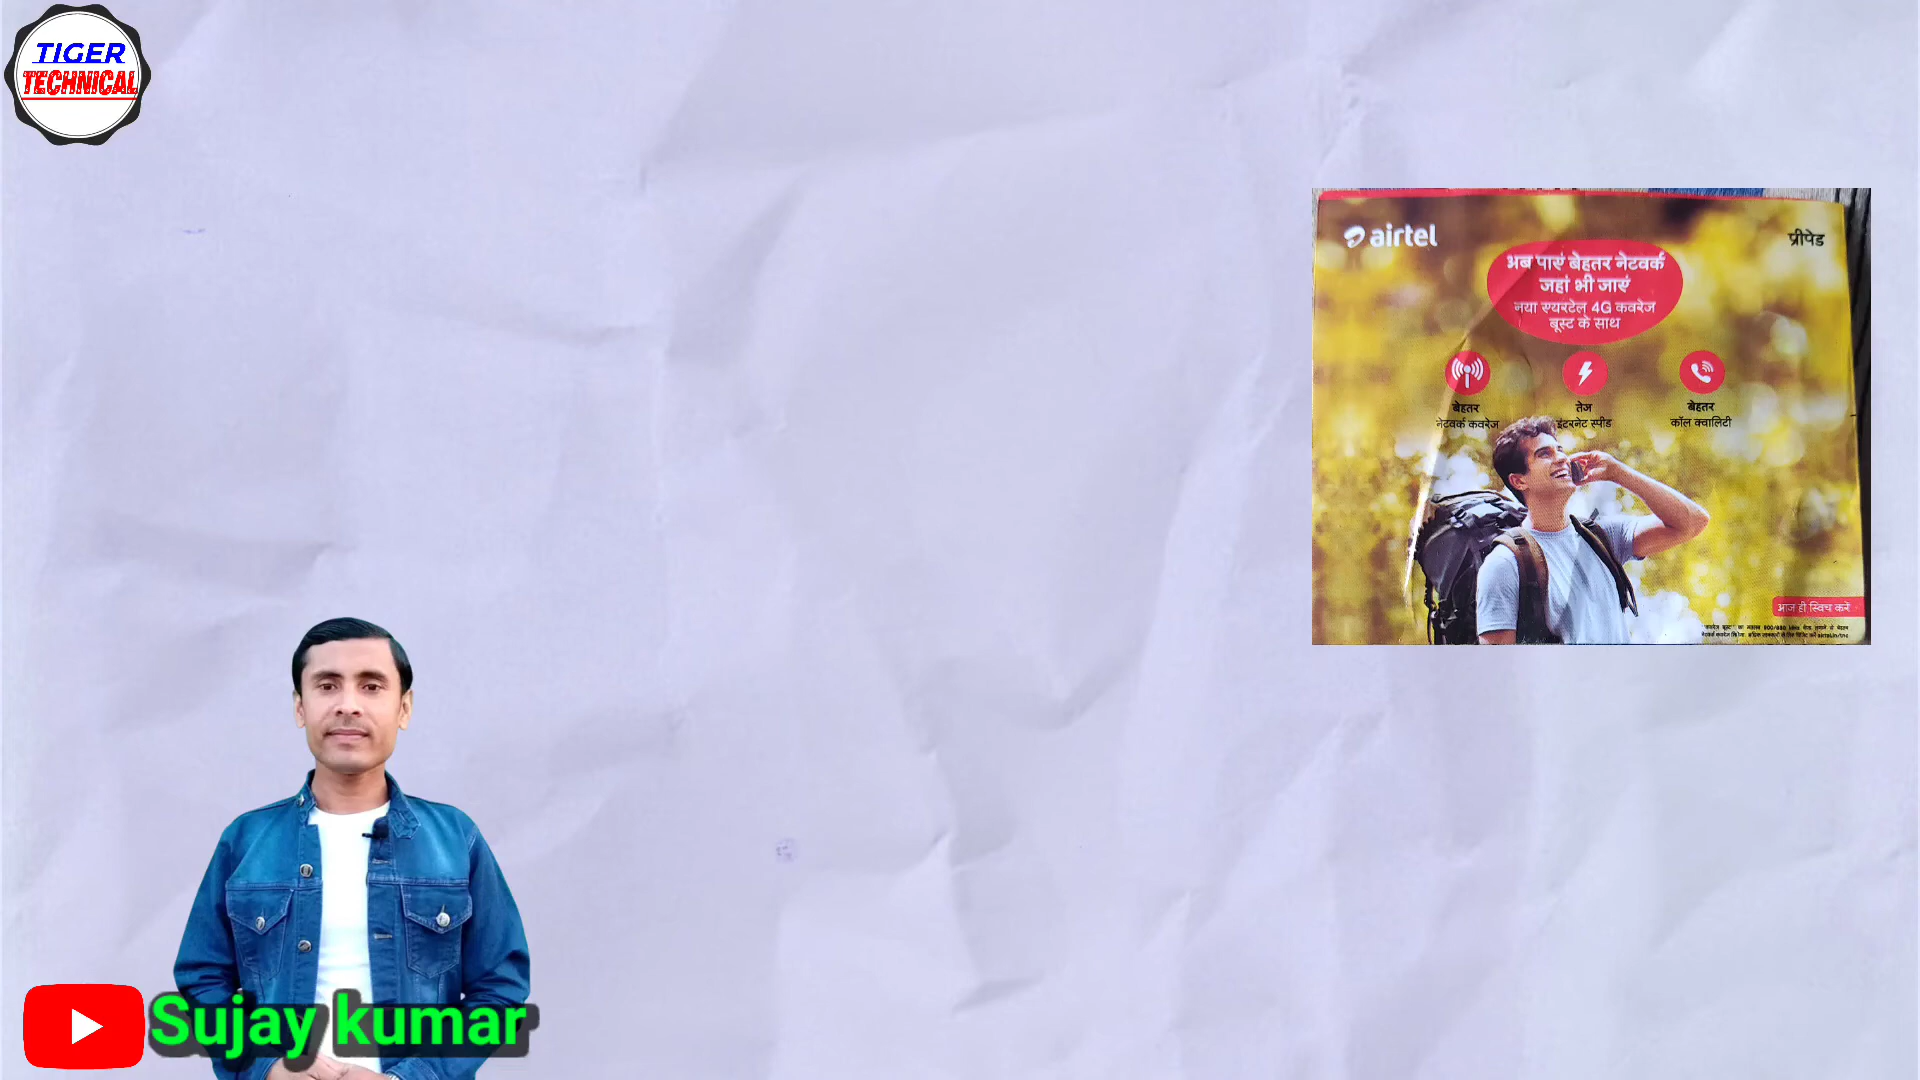 TIGER
TECHNICAL
airtel
प्रीपेड
अब पाएं बेहतर नेटवर्क
जहां भी जाएं
नया एयरटेल 4G कवरेज
बूस्ट के साथ
बेहतर
नेटवर्क कवरेज
तेज
इंटरनेट स्पीड
बेहतर
कॉल क्वालिटी
आज ही स्विच करें
Sujay kumar